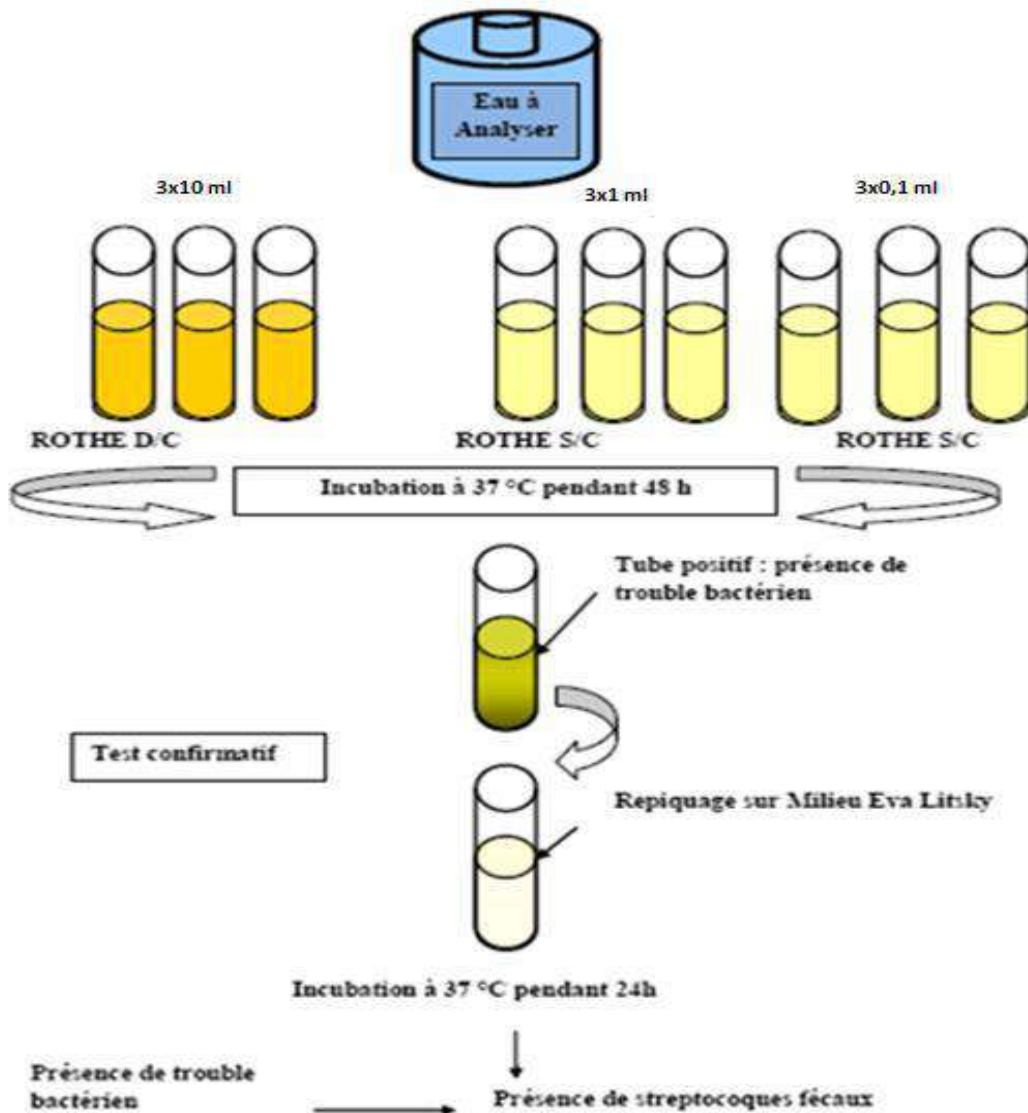 Eau à
Analyser
3x10 ml
3x1 ml
3x0,1 ml
ROTHE D/C
ROTHE S/C
ROTHE S/C
Incubation à 37 °C pendant 48 h
Tube positif : présence de
trouble bactérien
Test confirmatif
Repiquage sur Milieu Eva Litsky
Incubation à 37 °C pendant 24h
Présence de trouble
bactérien
Présence de streptocoques fécaux